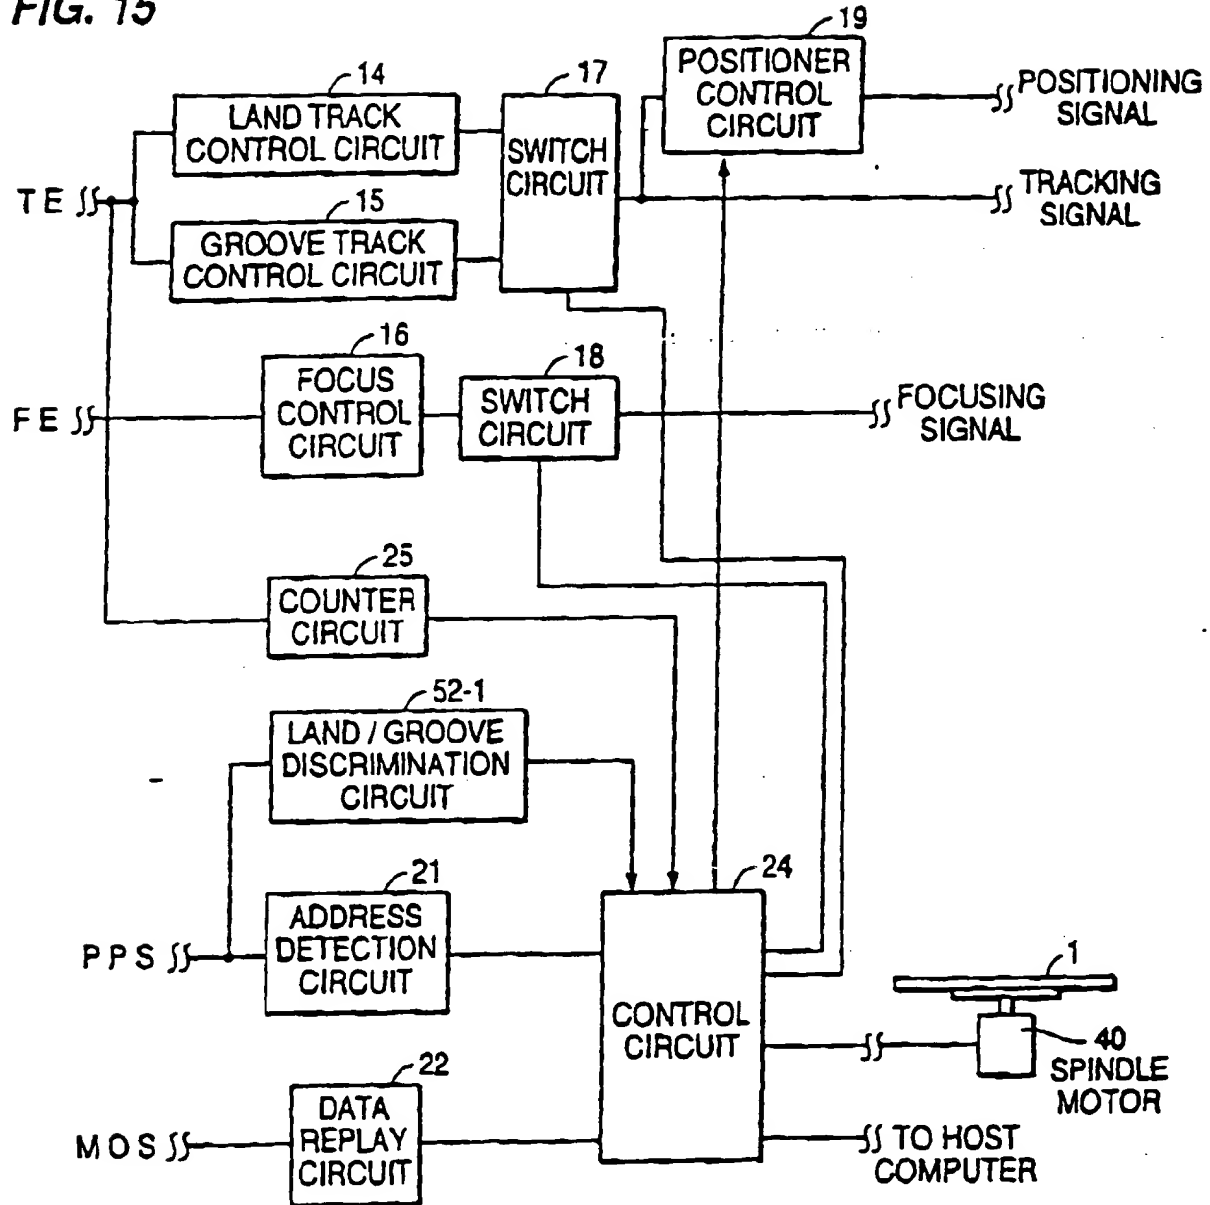 FIG. 15
19
POSITIONER
CONTROL
CIRCUIT
POSITIONING
SIGNAL
14
LAND TRACK
CONTROL CIRCUIT
17
SWITCH
CIRCUIT
TE
TRACKING
SIGNAL
15
GROOVE TRACK
CONTROL CIRCUIT
16
FOCUS
CONTROL
CIRCUIT
18
SWITCH
CIRCUIT
FE
FOCUSING
SIGNAL
25
COUNTER
CIRCUIT
52-1
LAND / GROOVE
DISCRIMINATION
CIRCUIT
21
ADDRESS
DETECTION
CIRCUIT
24
CONTROL
CIRCUIT
PPS
1
40
SPINDLE
MOTOR
22
DATA
REPLAY
CIRCUIT
MOS
TO HOST
COMPUTER